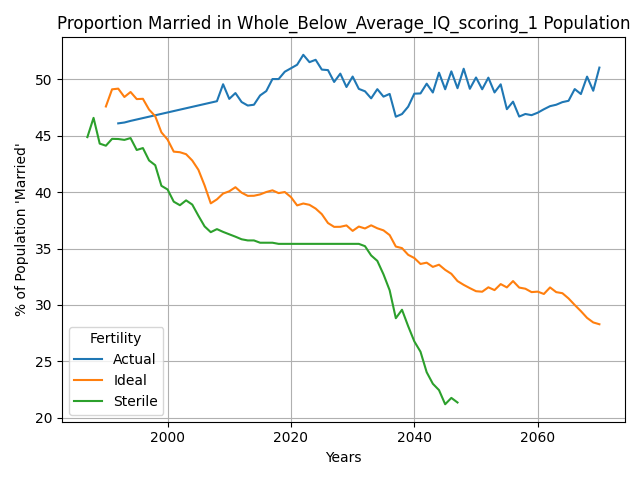 Proportion Married in Whole_Below_Average_IQ_scoring_1 Population
% of Population 'Married'
50
45
40
35
30
25
20
Fertility
Actual
Ideal
Sterile
2000 2020 2040 2060
Years